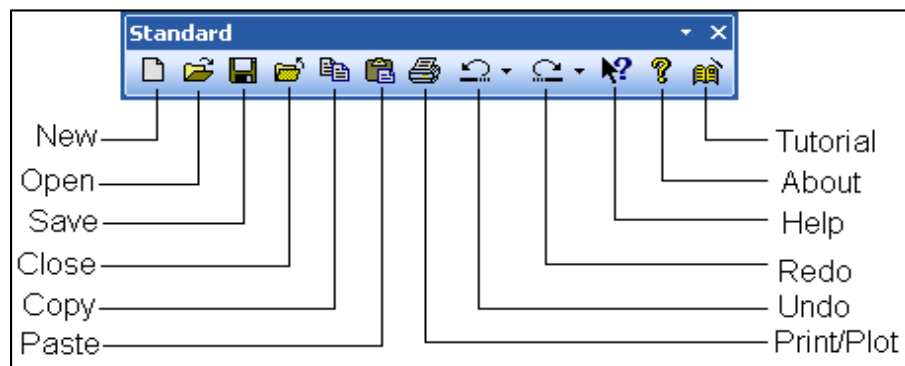 Standard
New
Open
Save
Close
Copy
Paste
Tutorial
About
Help
Redo
Undo
Print/Plot